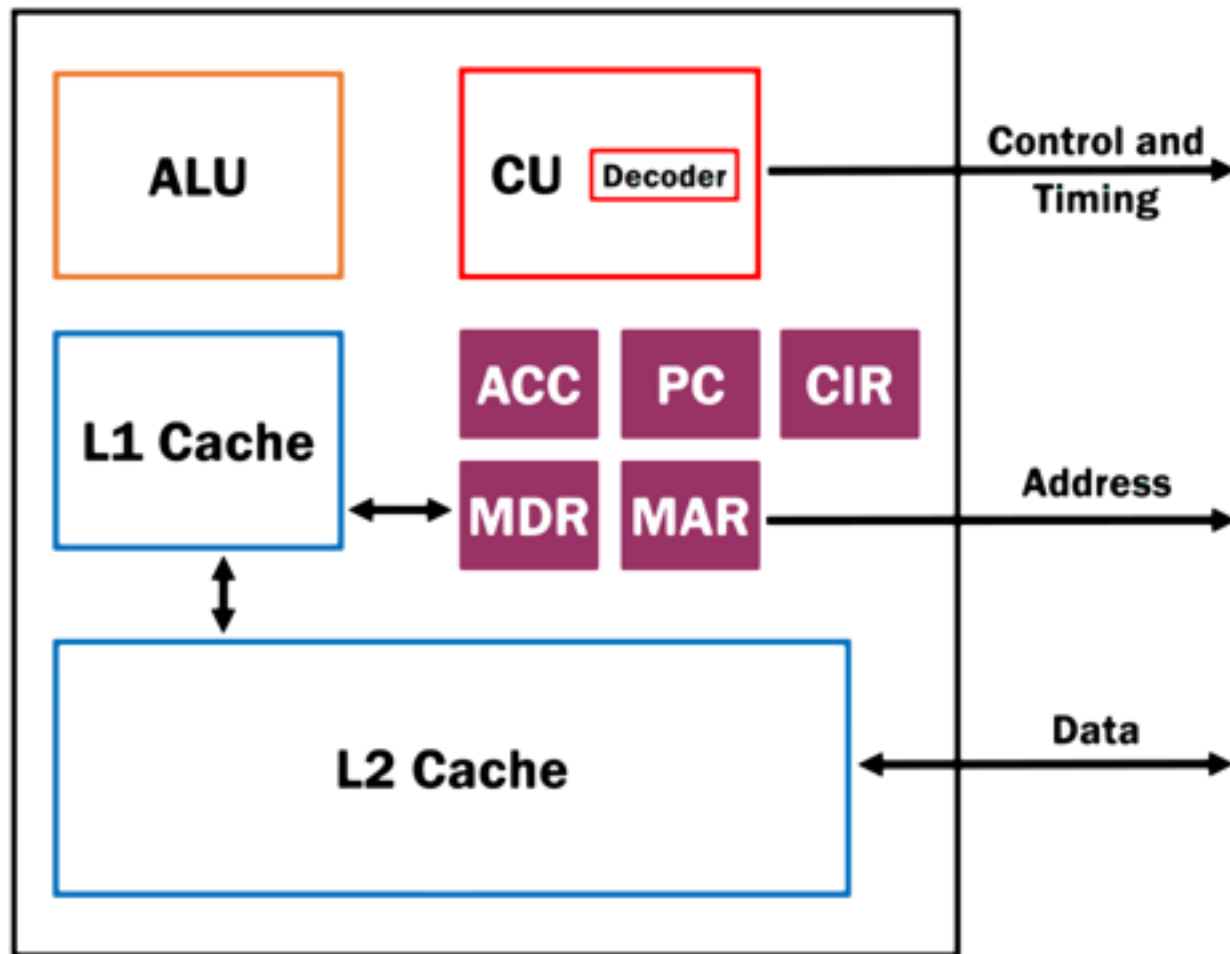 ALU
CU
Decoder
Control and
Timing
L1 Cache
ACC
PC
CIR
MDR
MAR
Address
L2 Cache
Data